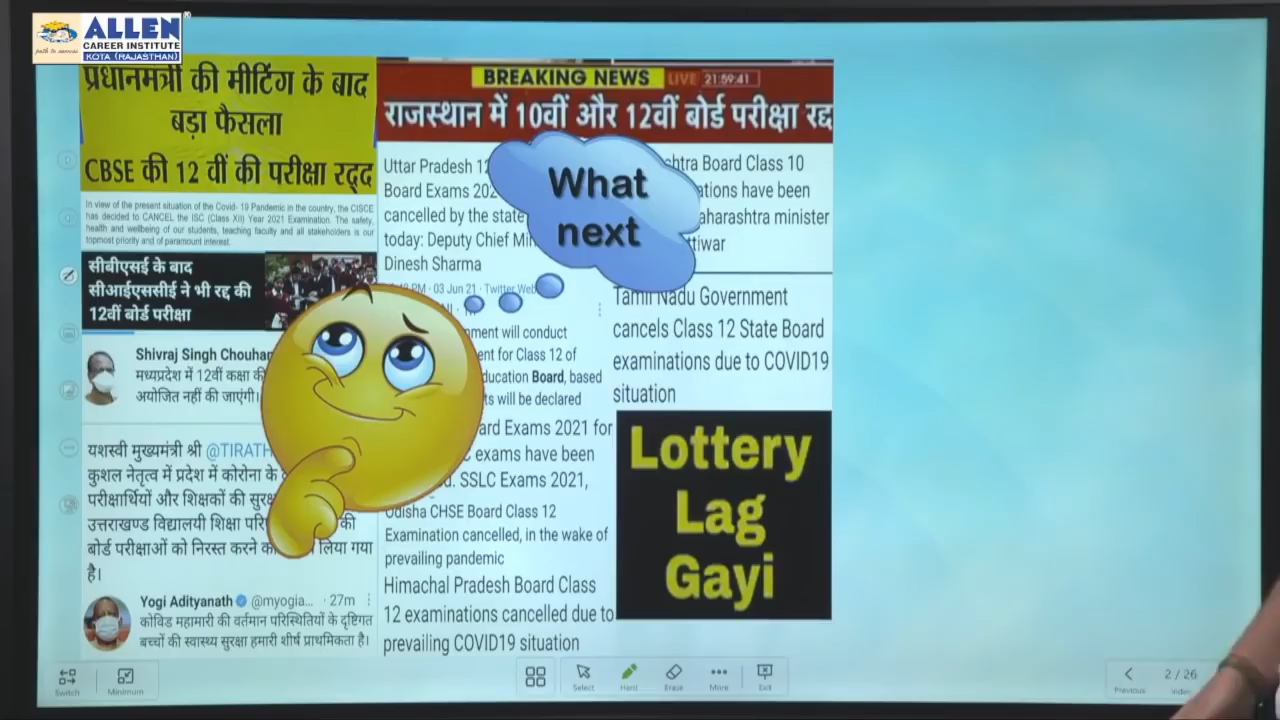 ALLEN
CAREER INSTITUTE
KOTA (RAJASTHAN)
path to success
प्रधानमंत्री की मीटिंग के बाद
बड़ा फैसला
CBSE की 12 वीं की परीक्षा रद्द
In view of the present situation of the Covid- 19 Pandemic in the country, the CISCE
has decided to CANCEL the ISC (Class XII) Year 2021 Examination. The safety,
health and wellbeing of our students, teaching faculty and all stakeholders is our
topmost priority and of paramount interest.
सीबीएसई के बाद
सीआईएससीई ने भी रद्द की
12वीं बोर्ड परीक्षा
Shivraj Singh Chouhan
मध्यप्रदेश में 12वीं कक्षा की
अयोजित नहीं की जाएंगी।
यशस्वी मुख्यमंत्री श्री @TIRATH
कुशल नेतृत्व में प्रदेश में कोरोना के
परीक्षार्थियों और शिक्षकों की सुरक्ष
उत्तराखण्ड विद्यालयी शिक्षा परि की
बोर्ड परीक्षाओं को निरस्त करने का लिया गया
है।
Yogi Adityanath @myogia... · 27m
कोविड महामारी की वर्तमान परिस्थितियों के दृष्टिगत
बच्चों की स्वास्थ्य सुरक्षा हमारी शीर्ष प्राथमिकता है।
BREAKING NEWS LIVE 21:59:41
राजस्थान में 10वीं और 12वीं बोर्ड परीक्षा रद्द
Uttar Pradesh 12
Board Exams 202
cancelled by the state
today: Deputy Chief Min
Dinesh Sharma
PM · 03 Jun 21 · Twitter Web
nment will conduct
ent for Class 12 of
ducation Board, based
ts will be declared
ard Exams 2021 for
exams have been
d. SSLC Exams 2021,
Odisha CHSE Board Class 12
Examination cancelled, in the wake of
prevailing pandemic
Himachal Pradesh Board Class
12 examinations cancelled due to
prevailing COVID19 situation
What
next
shtra Board Class 10
ations have been
aharashtra minister
ttiwar
Tamil Nadu Government
cancels Class 12 State Board
examinations due to COVID19
situation
Lottery
Lag
Gayi
Switch
Minimum
Select
Hard
Erase
More
Exit
Previous
2 / 26
Index